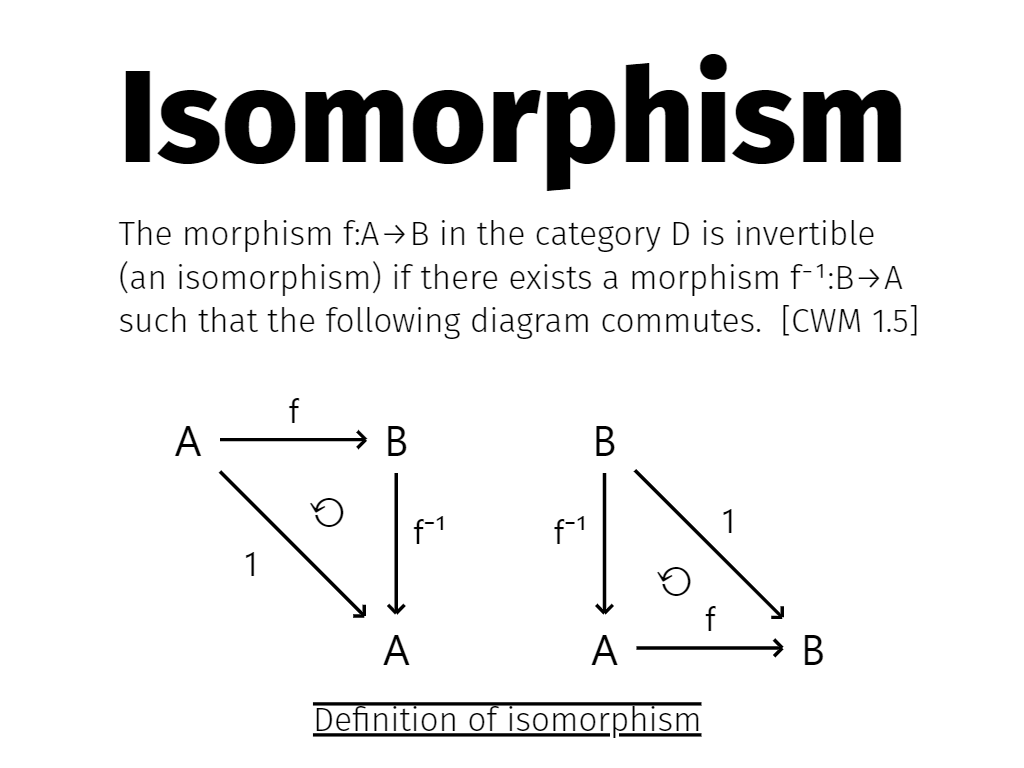 Isomorphism
The morphism f:A→B in the category D is invertible
(an isomorphism) if there exists a morphism f⁻¹:B→A
such that the following diagram commutes.  [CWM 1.5]
f
A B B
f⁻¹ f⁻¹ 1
1
f
A A B
Definition of isomorphism